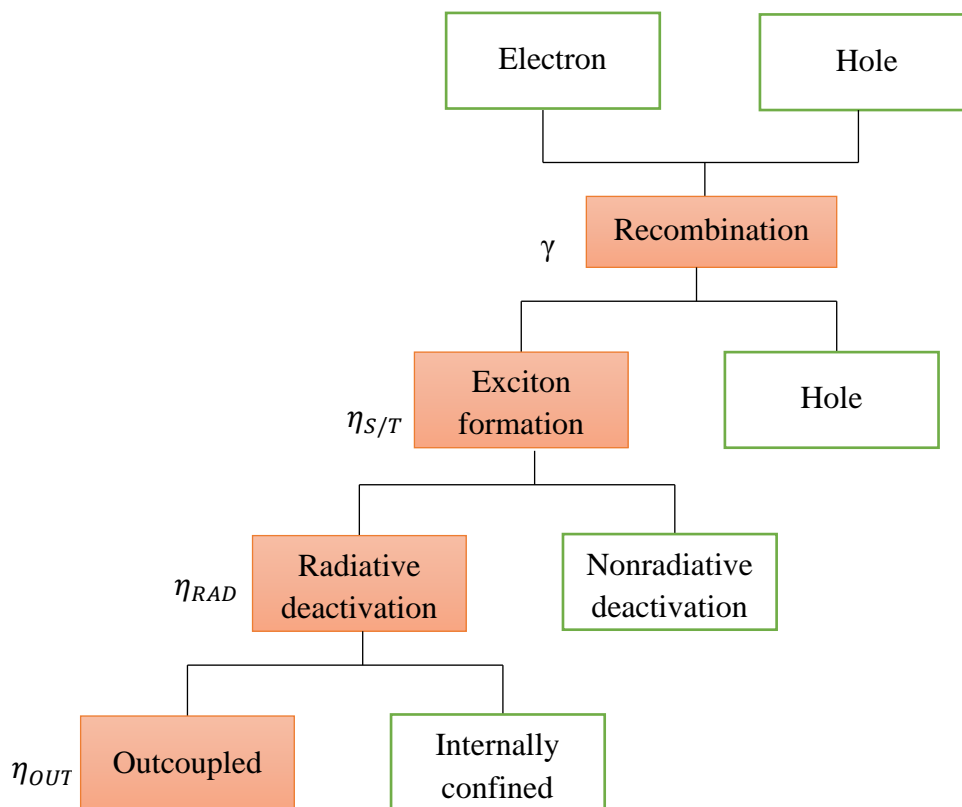 Electron
Hole
Recombination
γ
Exciton
formation
η_{S/T}
Hole
Radiative
deactivation
η_{RAD}
Nonradiative
deactivation
Outcoupled
η_{OUT}
Internally
confined